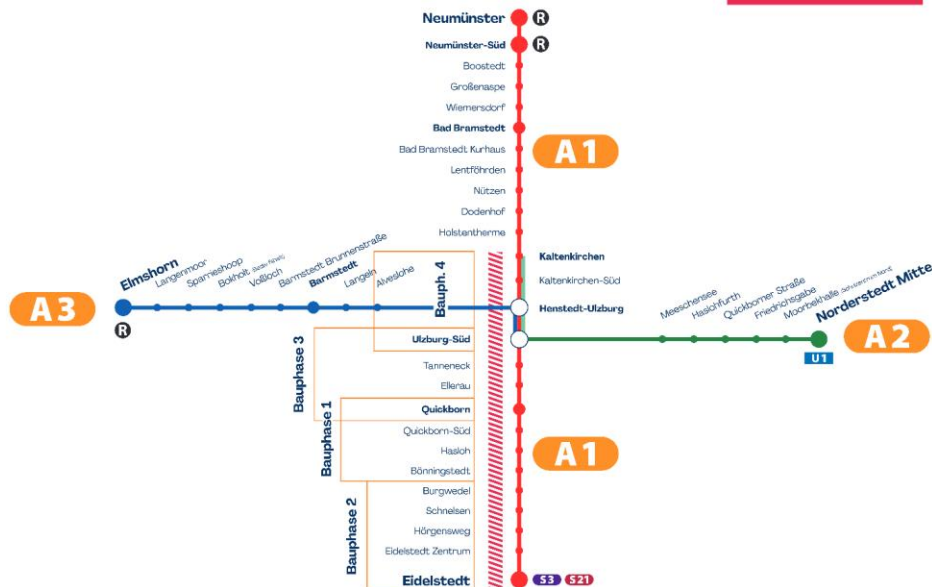 Neumünster
R
Neumünster-Süd
R
Boostedt
Großenaspe
Wiemersdorf
Bad Bramstedt
A1
Bad Bramstedt Kurhaus
Lentföhrden
Nützen
Dodenhof
Holstentherme
Kaltenkirchen
Kaltenkirchen-Süd
Henstedt-Ulzburg
A3
Elmshorn
R
Langenmoor
Sparrieshoop
Bokholt
Voßloch
Barmstedt Brunnenstraße
Barmstedt
Langeln
Alveslohe
Bauph. 4
Meeschensee
Haslohfurth
Quickborner Straße
Friedrichsgabe
Moorbekhalle
Norderstedt Mitte
U1
A2
Ulzburg-Süd
Tanneneck
Ellerau
Bauphase 3
Quickborn
Quickborn-Süd
Hasloh
Bönningstedt
Bauphase 1
A1
Burgwedel
Schnelsen
Hörgensweg
Eidelstedt Zentrum
Bauphase 2
Eidelstedt
S3 S21